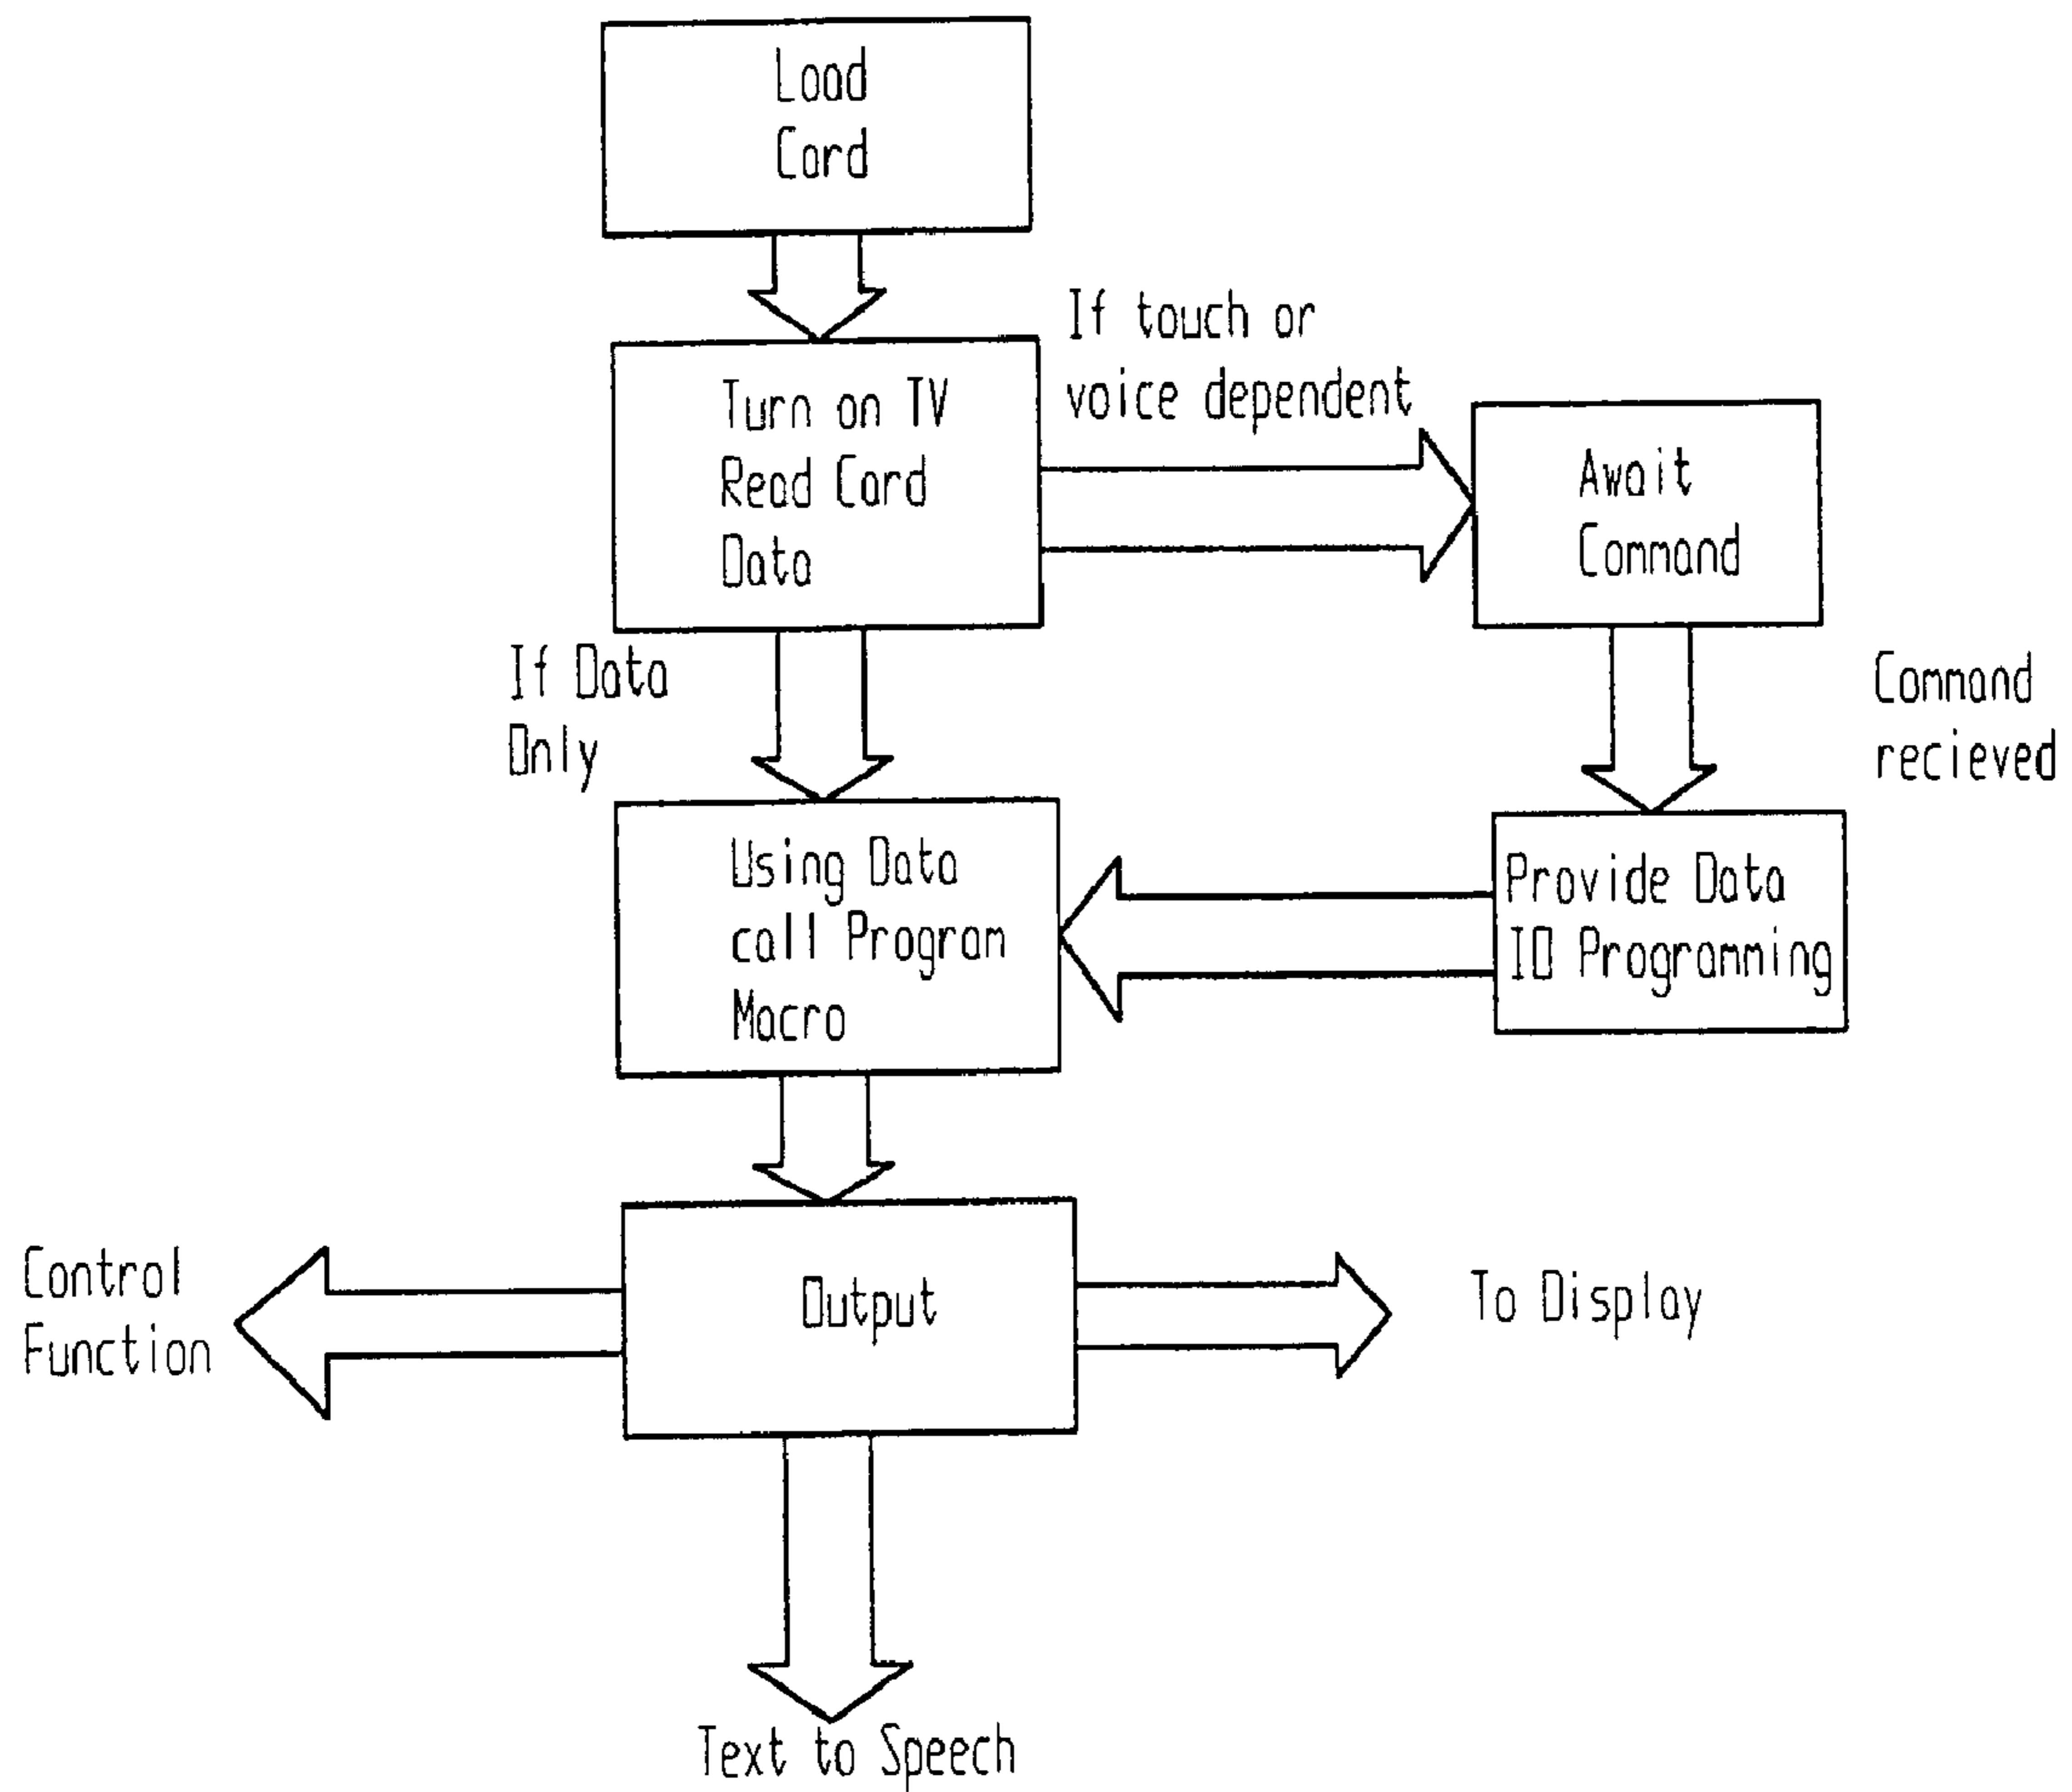 Load
Card
If touch or
voice dependent
Turn on TV
Read Card
Data
Await
Command
If Data
Only
Command
recieved
Using Data
call Program
Macro
Provide Data
IO Programming
Control
Function
Output
To Display
Text to Speech